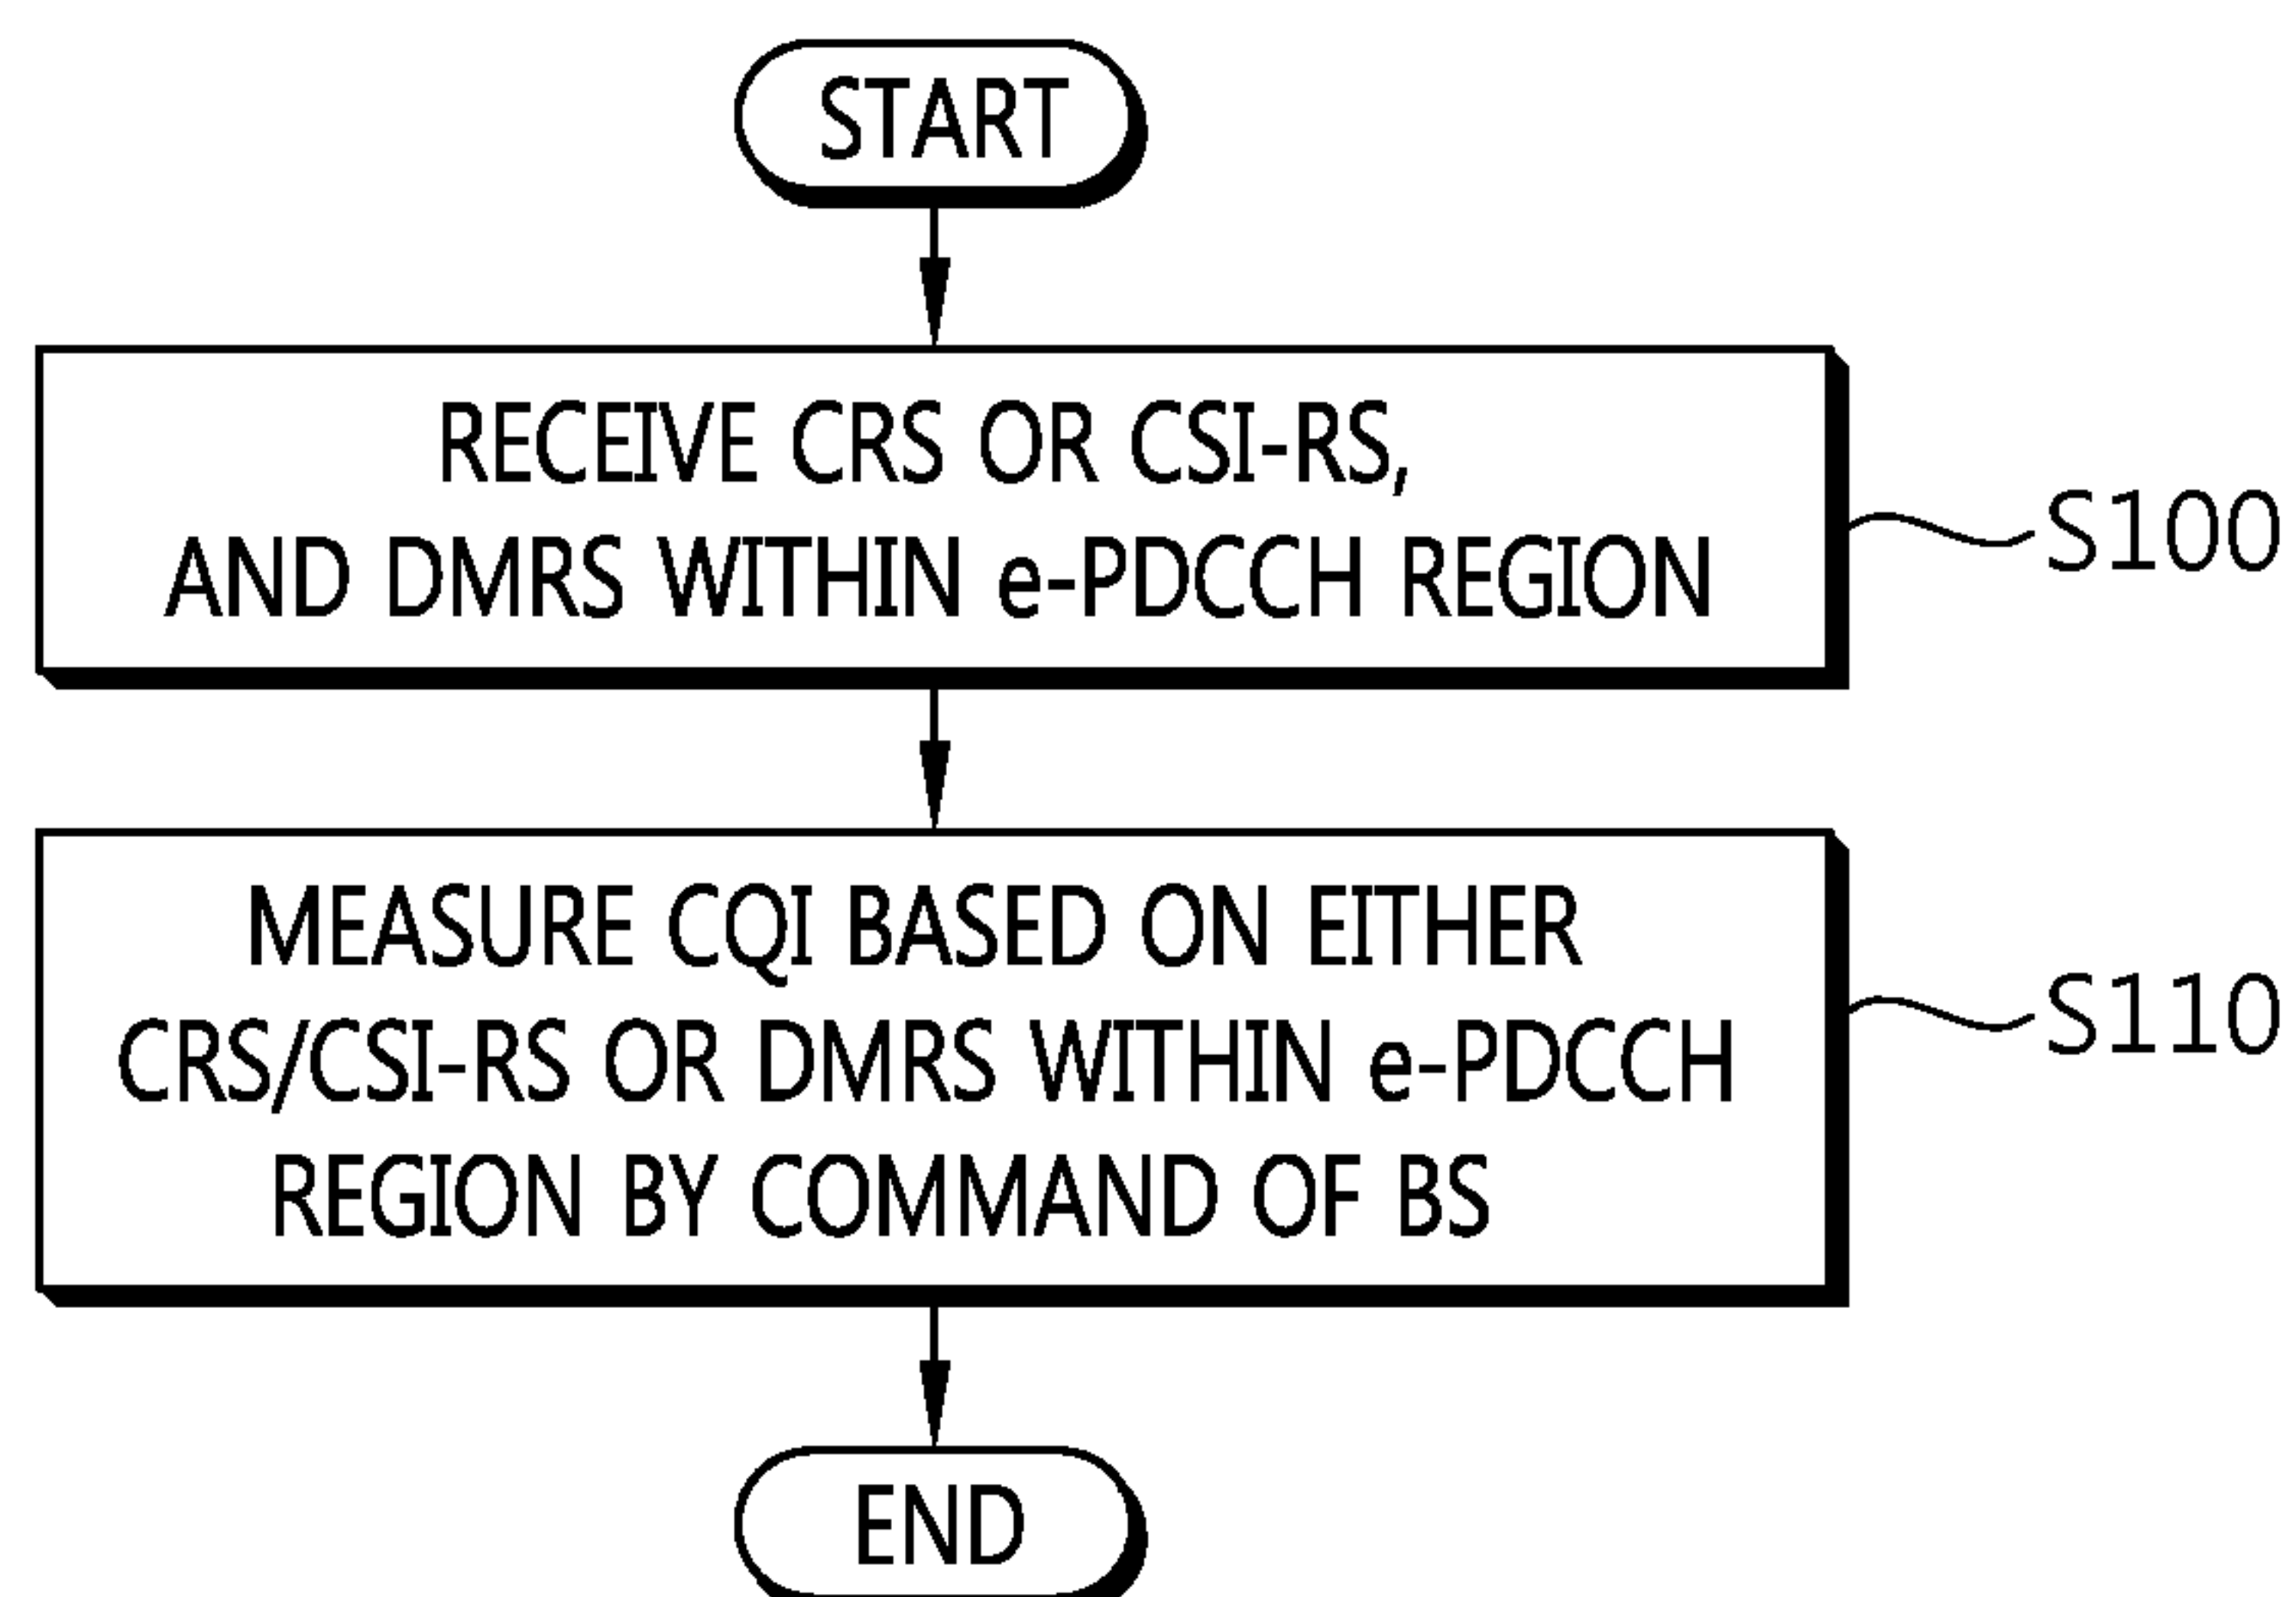 START
RECEIVE CRS OR CSI-RS,
AND DMRS WITHIN e-PDCCH REGION
S100
MEASURE CQI BASED ON EITHER
CRS/CSI-RS OR DMRS WITHIN e-PDCCH
REGION BY COMMAND OF BS
S110
END